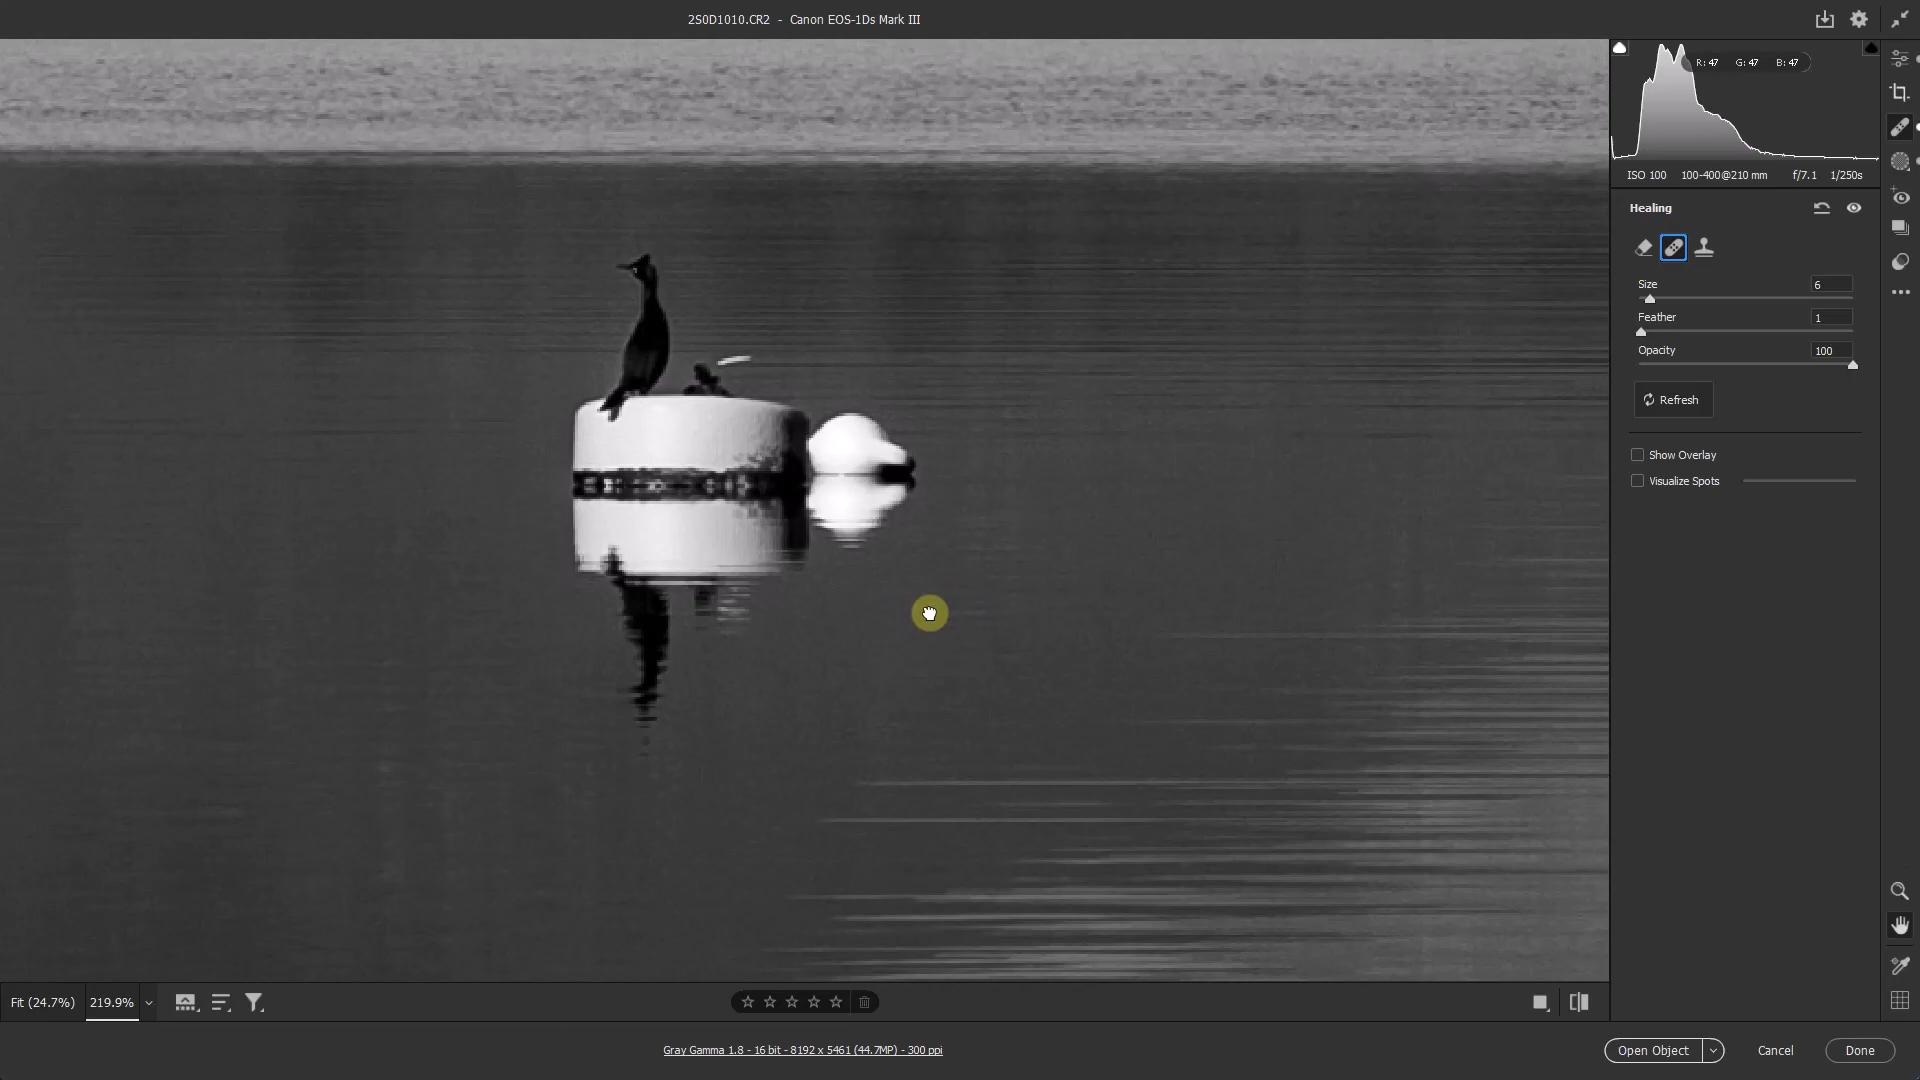 2S0D1010.CR2 - Canon EOS-1Ds Mark III
R: 47 G: 47 B: 47
ISO 100 100-400@210 mm f/7.1 1/250s
Healing
Size 6
Feather 1
Opacity 100
Refresh
Show Overlay
Visualize Spots
Fit (24.7%) 219.9%
Gray Gamma 1.8 - 16 bit - 8192 x 5461 (44.7MP) - 300 ppi
Open Object Cancel Done